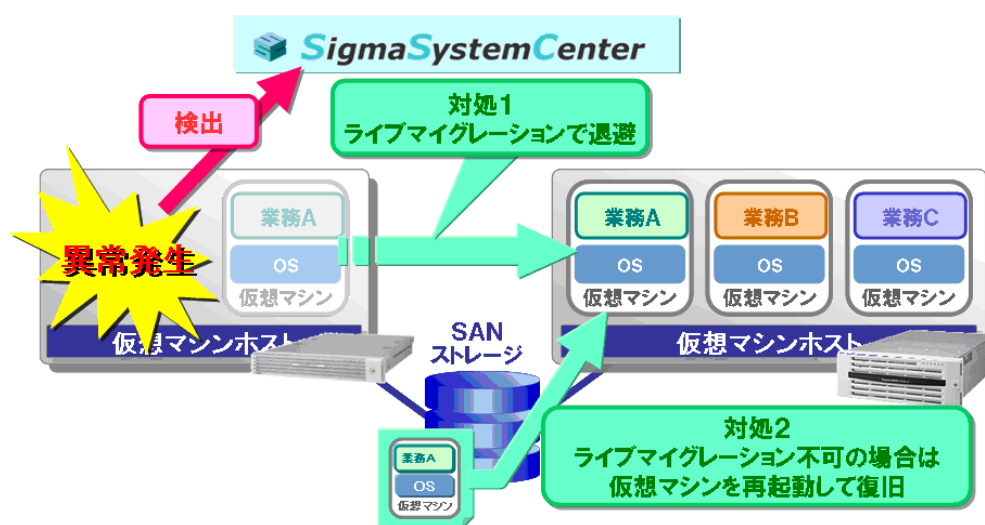 SigmaSystemCenter
検出
対処1
ライブマイグレーションで退避
異常発生
業務A
OS
仮想マシン
仮想マシンホスト
業務A
OS
仮想マシン
業務B
OS
仮想マシン
業務C
OS
仮想マシン
仮想マシンホスト
SAN
ストレージ
業務A
OS
仮想マシン
対処2
ライブマイグレーション不可の場合は
仮想マシンを再起動して復旧